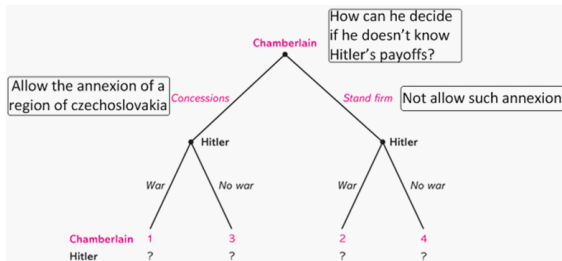 How can he decide
if he doesn't know
Hitler's payoffs?
Chamberlain
Allow the annexion of a
region of czechoslovakia
Concessions
Stand firm
Not allow such annexion
Hitler
Hitler
War
No war
War
No war
Chamberlain 1 3 2 4
Hitler ? ? ? ?